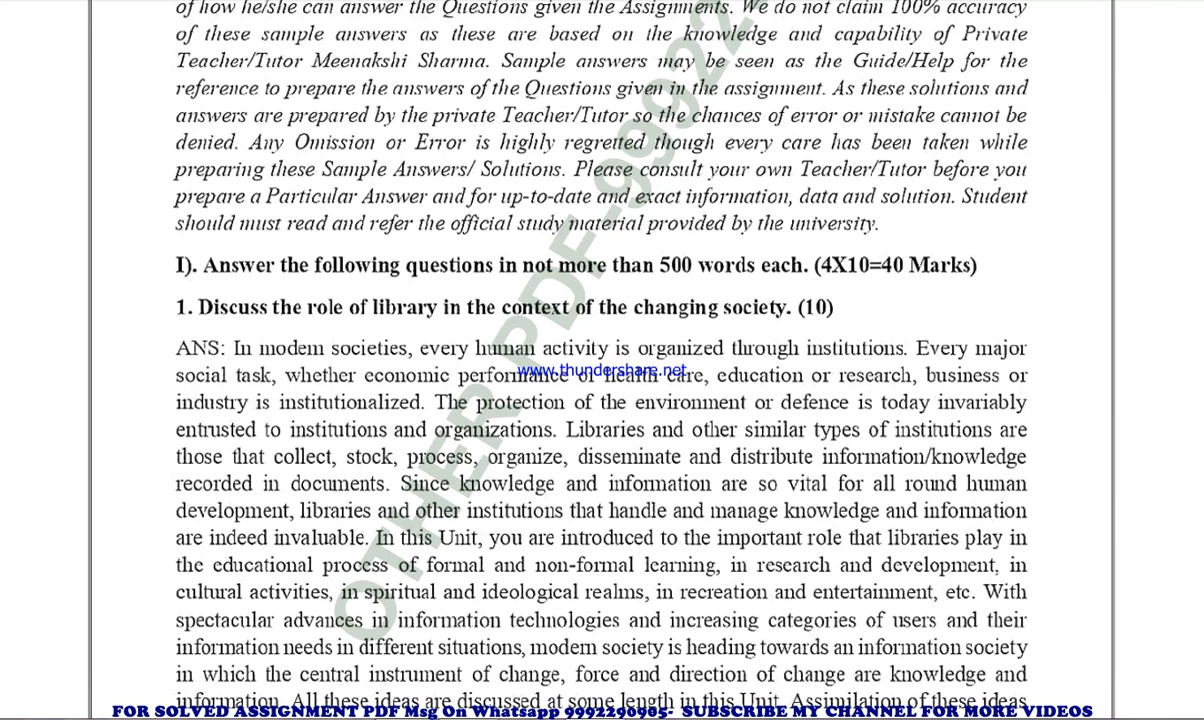 of how he/she can answer the Questions given the Assignments. We do not claim 100% accuracy
of these sample answers as these are based on the knowledge and capability of Private
Teacher/Tutor Meenakshi Sharma. Sample answers may be seen as the Guide/Help for the
reference to prepare the answers of the Questions given in the assignment. As these solutions and
answers are prepared by the private Teacher/Tutor so the chances of error or mistake cannot be
denied. Any Omission or Error is highly regretted though every care has been taken while
preparing these Sample Answers/ Solutions. Please consult your own Teacher/Tutor before you
prepare a Particular Answer and for up-to-date and exact information, data and solution. Student
should must read and refer the official study material provided by the university.
I). Answer the following questions in not more than 500 words each. (4X10=40 Marks)
1. Discuss the role of library in the context of the changing society. (10)
ANS: In modern societies, every human activity is organized through institutions. Every major
social task, whether economic performance or health care, education or research, business or
www.thundershare.net
industry is institutionalized. The protection of the environment or defence is today invariably
entrusted to institutions and organizations. Libraries and other similar types of institutions are
those that collect, stock, process, organize, disseminate and distribute information/knowledge
recorded in documents. Since knowledge and information are so vital for all round human
development, libraries and other institutions that handle and manage knowledge and information
are indeed invaluable. In this Unit, you are introduced to the important role that libraries play in
the educational process of formal and non-formal learning, in research and development, in
cultural activities, in spiritual and ideological realms, in recreation and entertainment, etc. With
spectacular advances in information technologies and increasing categories of users and their
information needs in different situations, modern society is heading towards an information society
in which the central instrument of change, force and direction of change are knowledge and
information. All these ideas are discussed at some length in this Unit. Assimilation of these ideas
OTHER PDF-99922
FOR SOLVED ASSIGNMENT PDF Msg On Whatsapp 9992290905- SUBSCRIBE MY CHANNEL FOR MORE VIDEOS